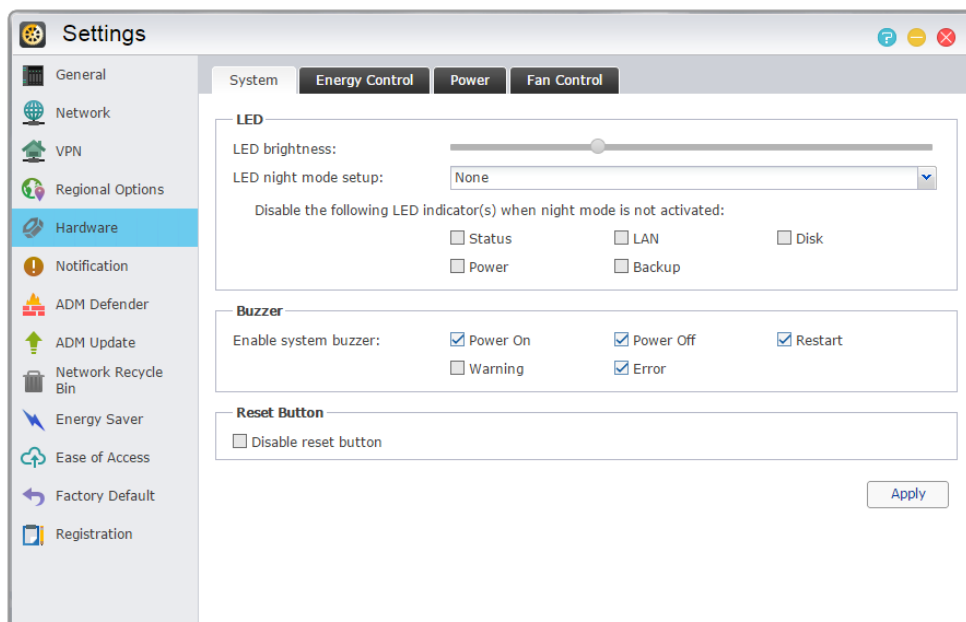 Settings
General
Network
VPN
Regional Options
Hardware
Notification
ADM Defender
ADM Update
Network Recycle
Bin
Energy Saver
Ease of Access
Factory Default
Registration
System Energy Control Power Fan Control
LED
LED brightness:
LED night mode setup: None
Disable the following LED indicator(s) when night mode is not activated:
Status LAN Disk
Power Backup
Buzzer
Enable system buzzer: Power On Power Off Restart
Warning Error
Reset Button
Disable reset button
Apply